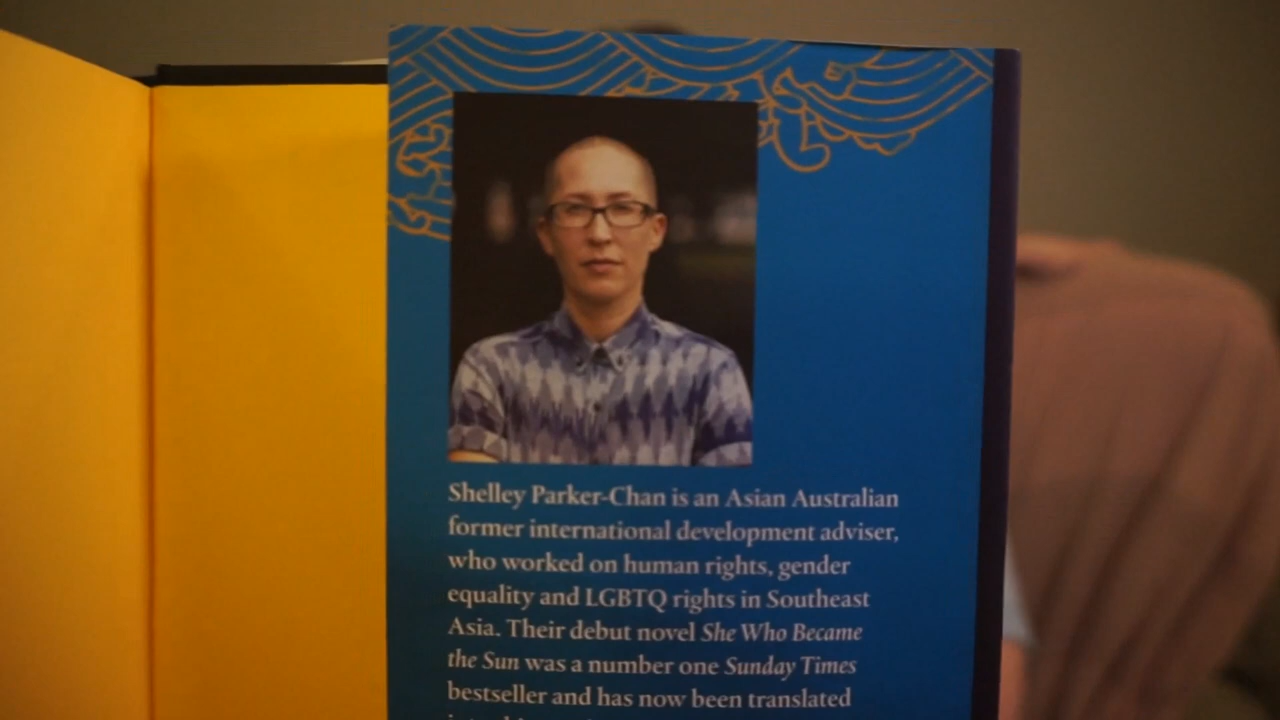 Shelley Parker-Chan is an Asian Australian
former international development adviser,
who worked on human rights, gender
equality and LGBTQ rights in Southeast
Asia. Their debut novel She Who Became
the Sun was a number one Sunday Times
bestseller and has now been translated